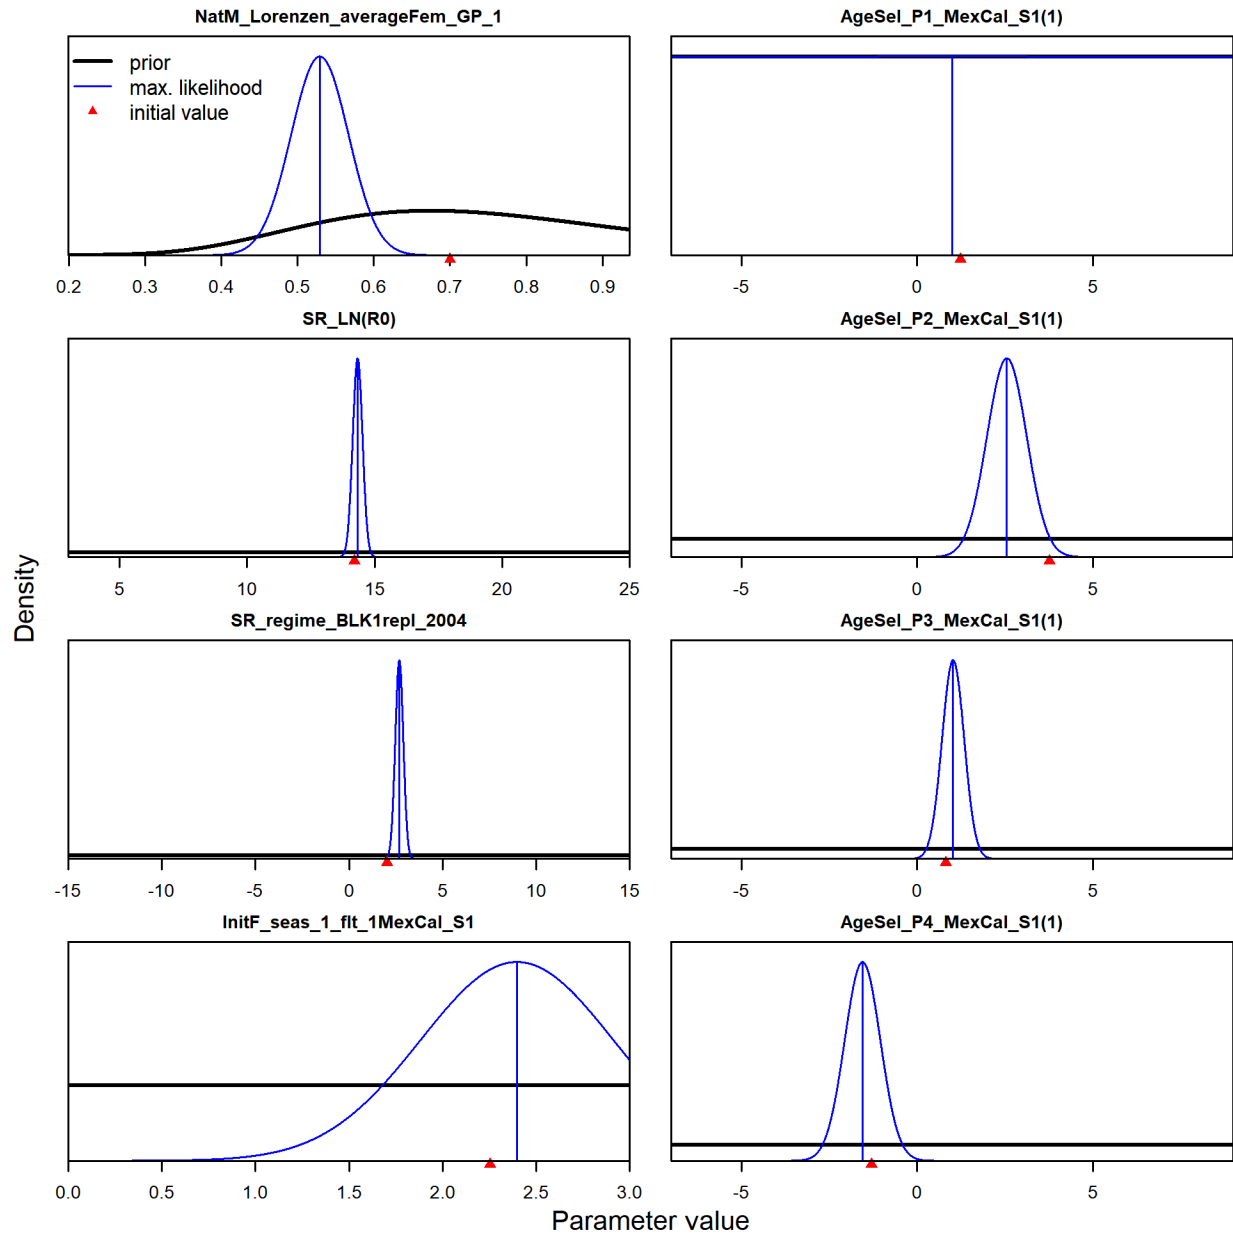 NatM_Lorenzen_averageFem_GP_1
prior
max. likelihood
initial value
0.2 0.3 0.4 0.5 0.6 0.7 0.8 0.9
AgeSel_P1_MexCal_S1(1)
-5 0 5
SR_LN(R0)
5 10 15 20 25
AgeSel_P2_MexCal_S1(1)
-5 0 5
SR_regime_BLK1repl_2004
-15 -10 -5 0 5 10 15
AgeSel_P3_MexCal_S1(1)
-5 0 5
InitF_seas_1_flt_1MexCal_S1
0.0 0.5 1.0 1.5 2.0 2.5 3.0
AgeSel_P4_MexCal_S1(1)
-5 0 5
Density
Parameter value